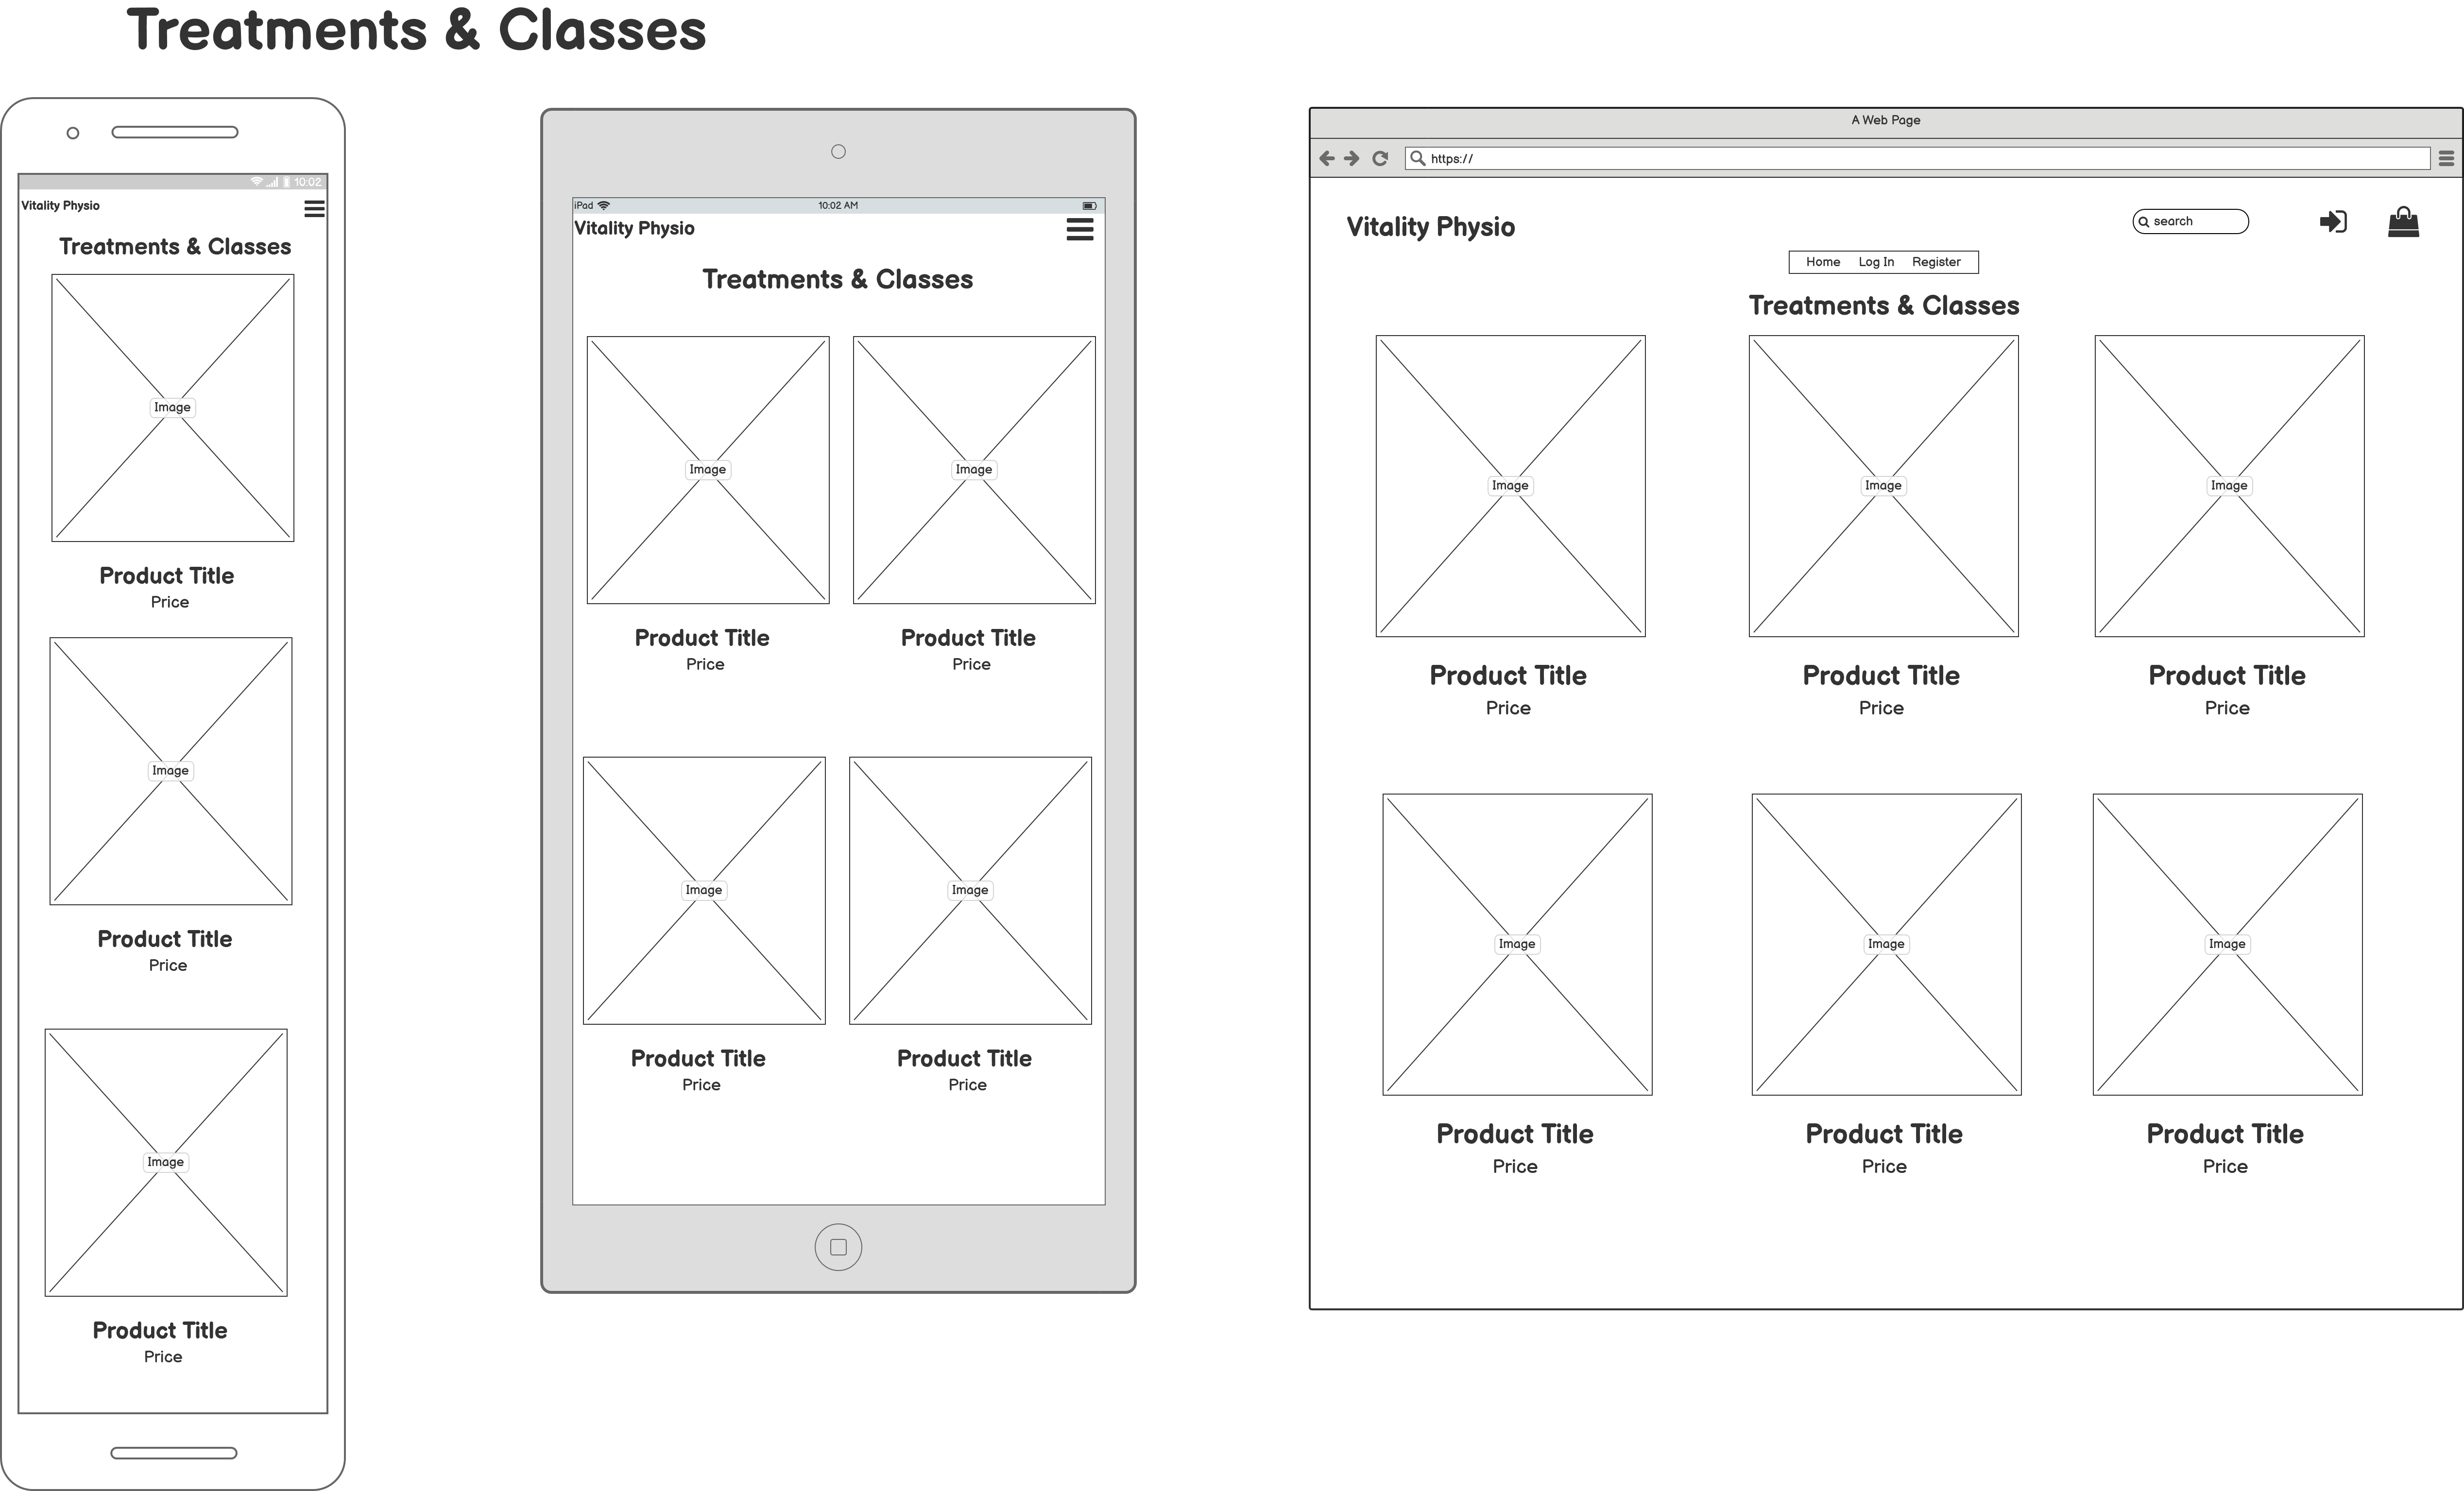 Treatments & Classes
10:02
Vitality Physio
Treatments & Classes
Image
Product Title
Price
Image
Product Title
Price
Image
Product Title
Price
iPad 10:02 AM
Vitality Physio
Treatments & Classes
Image Image
Product Title Product Title
Price Price
Image Image
Product Title Product Title
Price Price
A Web Page
https://
Vitality Physio
search
Home Log In Register
Treatments & Classes
Image Image Image
Product Title Product Title Product Title
Price Price Price
Image Image Image
Product Title Product Title Product Title
Price Price Price